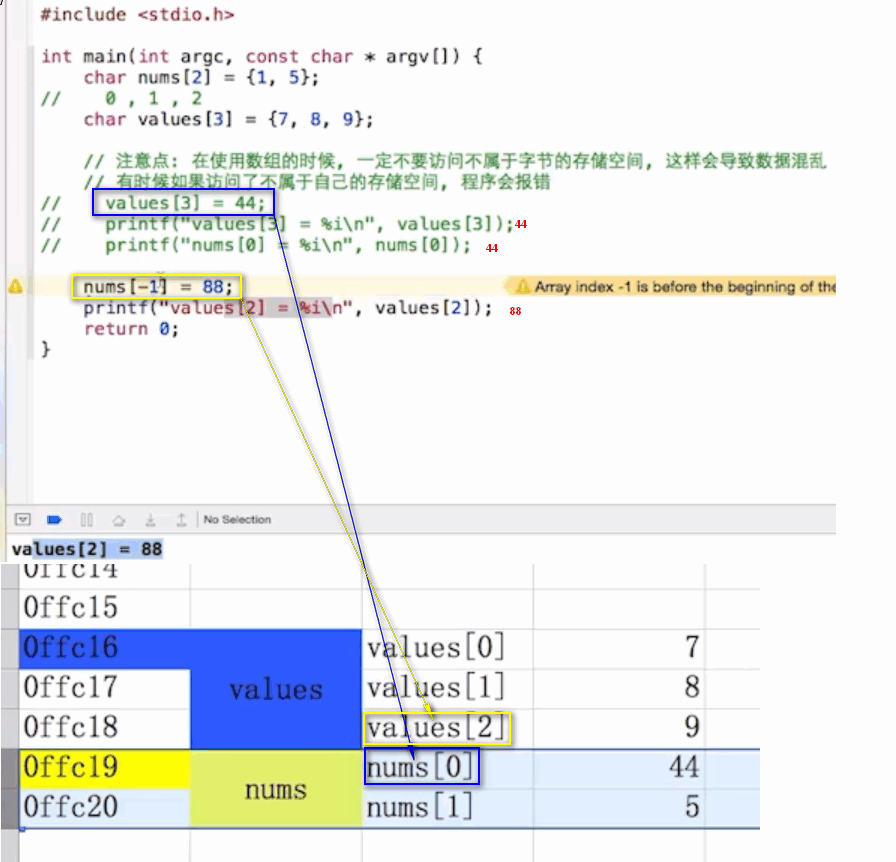 #include <stdio.h>
int main(int argc, const char * argv[]) {
char nums[2] = {1, 5};
// 0 , 1 , 2
char values[3] = {7, 8, 9};
// 注意点: 在使用数组的时候, 一定不要访问不属于字节的存储空间, 这样会导致数据混乱
// 有时候如果访问了不属于自己的存储空间, 程序会报错
// values[3] = 44;
// printf("values[3] = %i\n", values[3]);44
// printf("nums[0] = %i\n", nums[0]); 44
nums[-1] = 88; Array index -1 is before the beginning of the
printf("values[2] = %i\n", values[2]); 88
return 0;
}
No Selection
values[2] = 88
0ffc14
0ffc15
0ffc16 values[0] 7
0ffc17 values values[1] 8
0ffc18 values[2] 9
0ffc19 nums[0] 44
nums
0ffc20 nums[1] 5